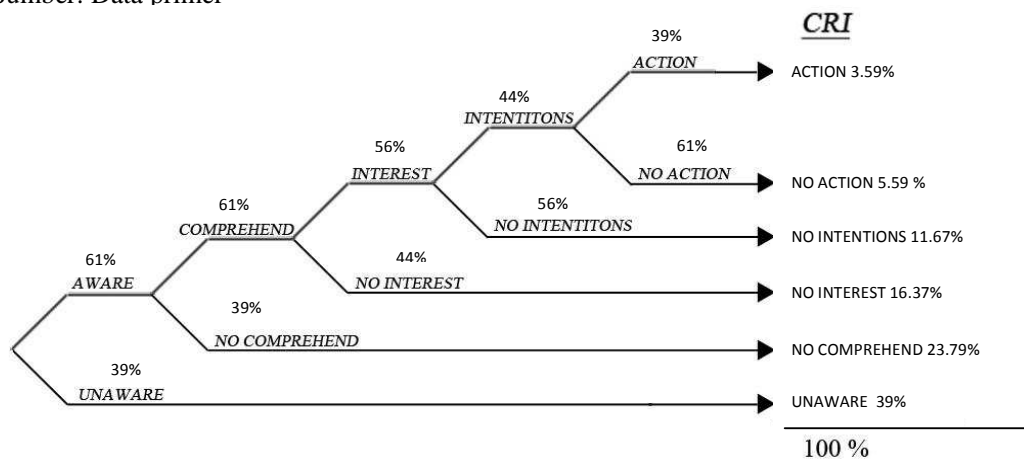 Sumber: Data primer
CRI
39%
ACTION
ACTION 3.59%
44%
INTENTITONS
56%
INTEREST
61%
NO ACTION
NO ACTION 5.59 %
61%
COMPREHEND
56%
NO INTENTITONS
NO INTENTIONS 11.67%
61%
AWARE
44%
NO INTEREST
NO INTEREST 16.37%
39%
NO COMPREHEND
NO COMPREHEND 23.79%
39%
UNAWARE
UNAWARE 39%
100 %